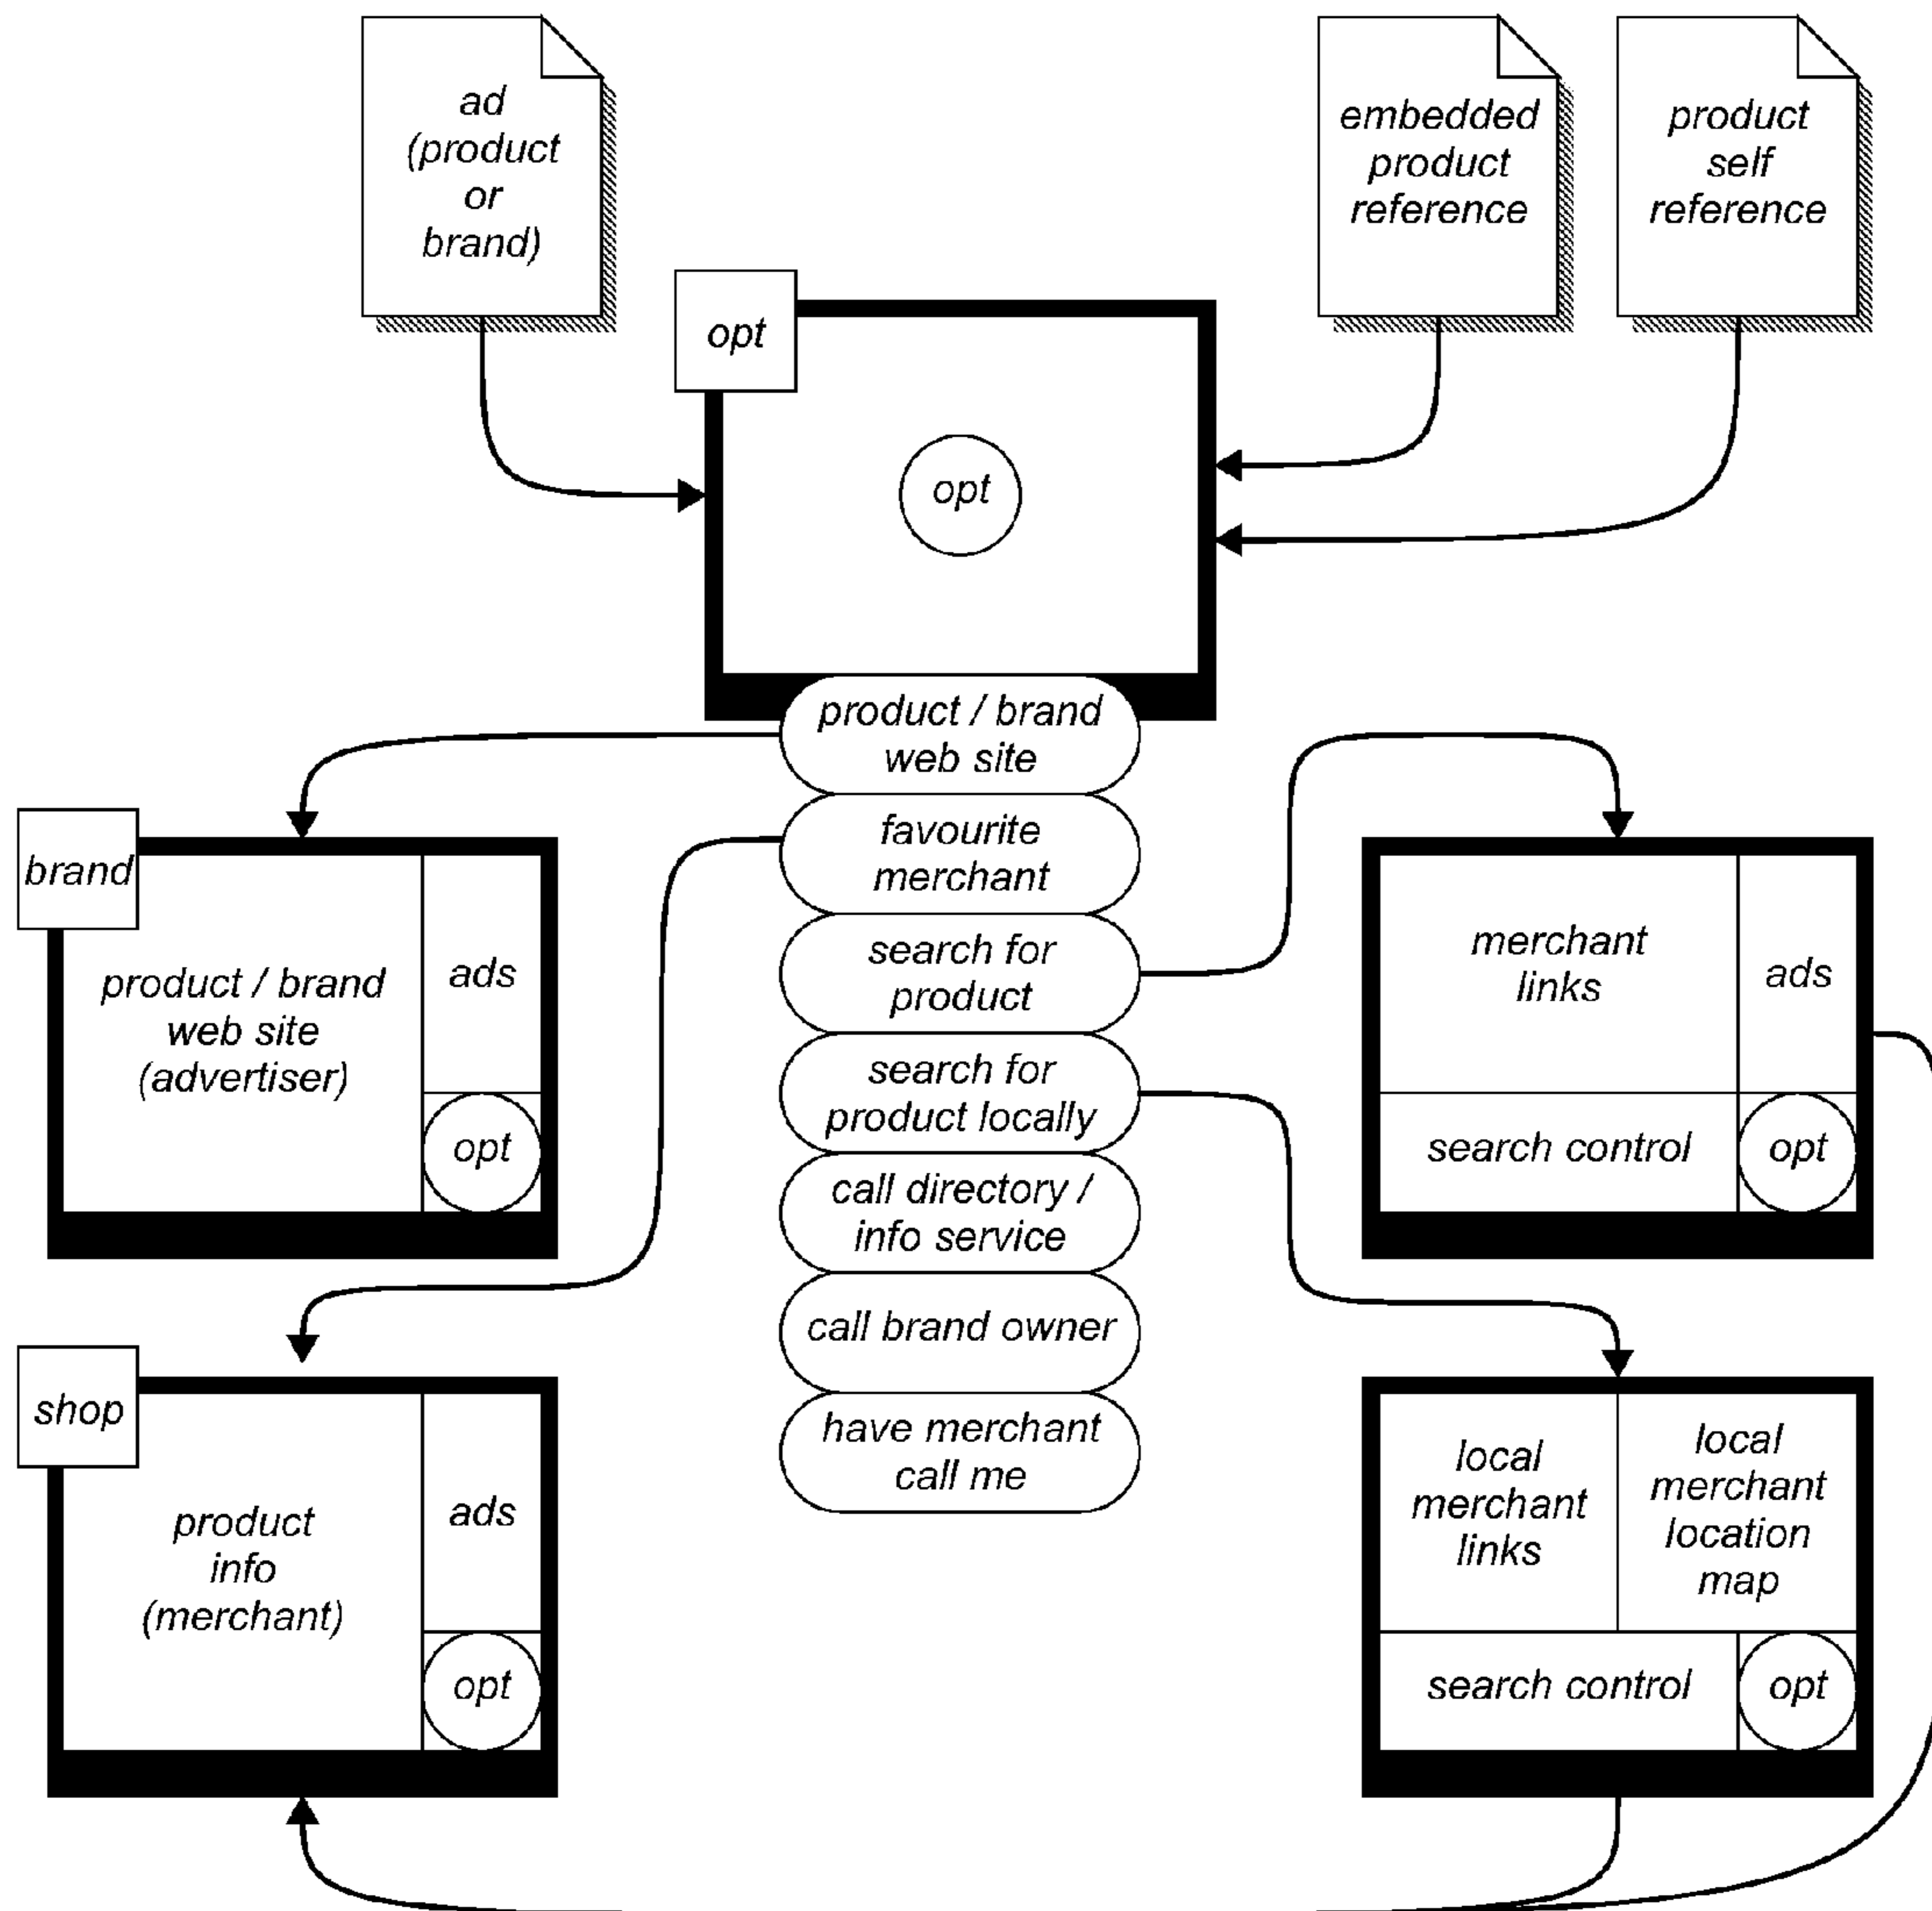 ad
(product
or
brand)
embedded
product
reference
product
self
reference
opt
opt
product / brand
web site
favourite
merchant
search for
product
search for
product locally
call directory /
info service
call brand owner
have merchant
call me
brand
product / brand
web site
(advertiser)
ads
opt
merchant
links
ads
search control
opt
shop
product
info
(merchant)
ads
opt
local
merchant
links
local
merchant
location
map
search control
opt